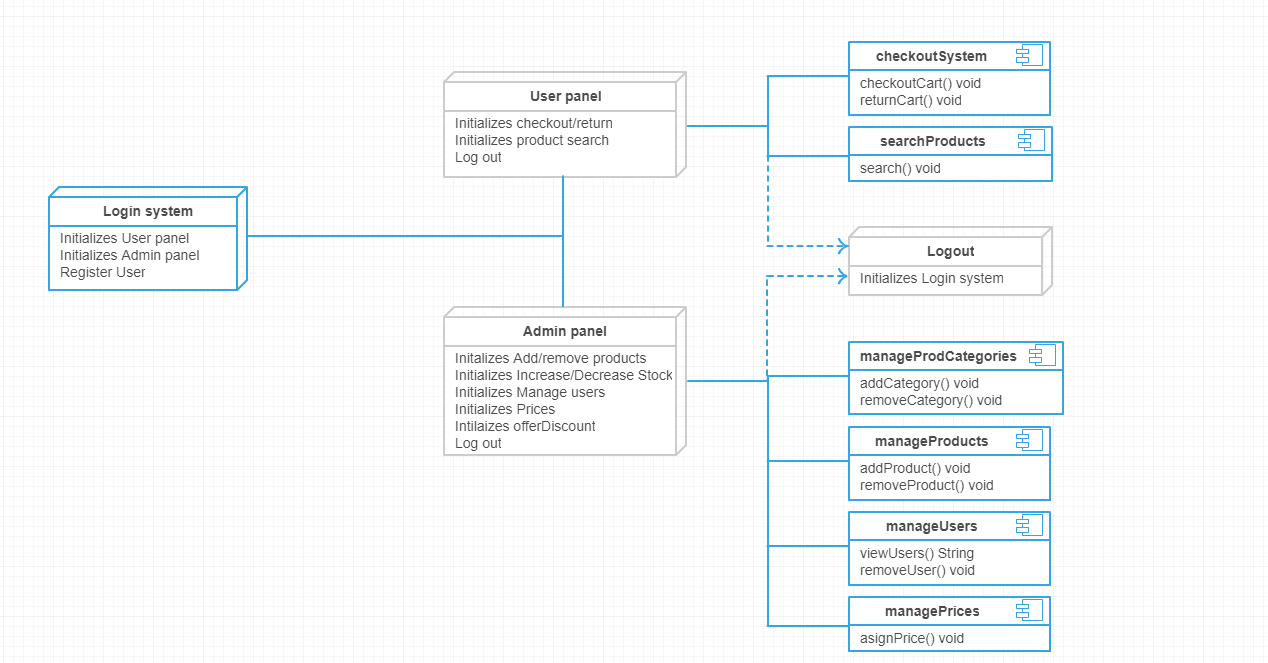 Login system
Initializes User panel
Initializes Admin panel
Register User
User panel
Initializes checkout/return
Initializes product search
Log out
Admin panel
Initalizes Add/remove products
Initializes Increase/Decrease Stock
Initializes Manage users
Initializes Prices
Intilaizes offerDiscount
Log out
checkoutSystem
checkoutCart() void
returnCart() void
searchProducts
search() void
Logout
Initializes Login system
manageProdCategories
addCategory() void
removeCategory() void
manageProducts
addProduct() void
removeProduct() void
manageUsers
viewUsers() String
removeUser() void
managePrices
asignPrice() void